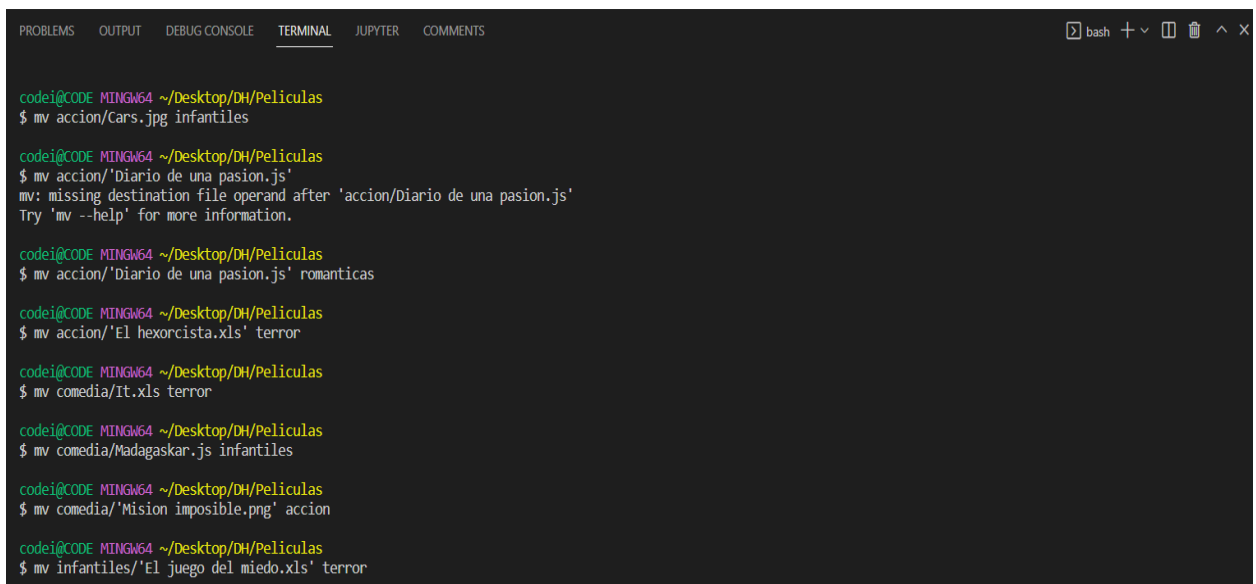 PROBLEMS OUTPUT DEBUG CONSOLE TERMINAL JUPYTER COMMENTS bash
codei@CODE MINGW64 ~/Desktop/DH/Peliculas
$ mv accion/Cars.jpg infantiles
codei@CODE MINGW64 ~/Desktop/DH/Peliculas
$ mv accion/'Diario de una pasion.js'
mv: missing destination file operand after 'accion/Diario de una pasion.js'
Try 'mv --help' for more information.
codei@CODE MINGW64 ~/Desktop/DH/Peliculas
$ mv accion/'Diario de una pasion.js' romanticas
codei@CODE MINGW64 ~/Desktop/DH/Peliculas
$ mv accion/'El hexorcista.xls' terror
codei@CODE MINGW64 ~/Desktop/DH/Peliculas
$ mv comedia/It.xls terror
codei@CODE MINGW64 ~/Desktop/DH/Peliculas
$ mv comedia/Madagaskar.js infantiles
codei@CODE MINGW64 ~/Desktop/DH/Peliculas
$ mv comedia/'Mision imposible.png' accion
codei@CODE MINGW64 ~/Desktop/DH/Peliculas
$ mv infantiles/'El juego del miedo.xls' terror